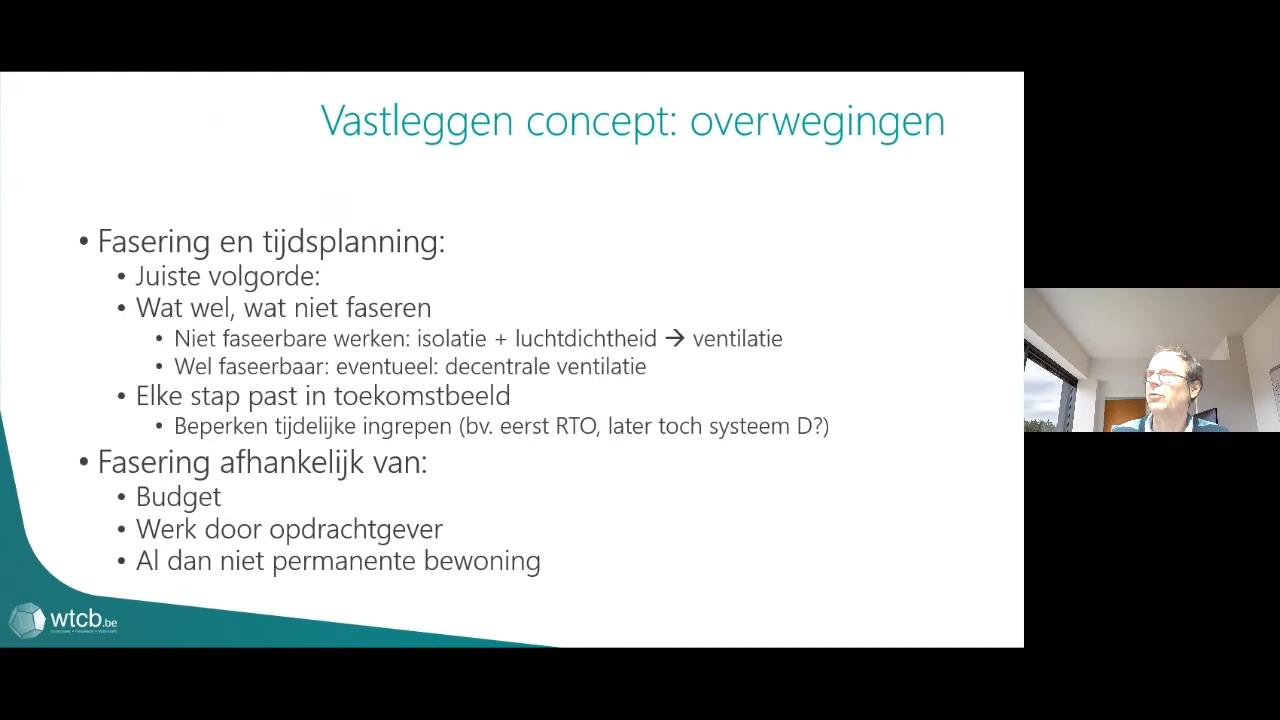 Vastleggen concept: overwegingen
• Fasering en tijdsplanning:
• Juiste volgorde:
• Wat wel, wat niet faseren
• Niet faseerbare werken: isolatie + luchtdichtheid → ventilatie
• Wel faseerbaar: eventueel: decentrale ventilatie
• Elke stap past in toekomstbeeld
• Beperken tijdelijke ingrepen (bv. eerst RTO, later toch systeem D?)
• Fasering afhankelijk van:
• Budget
• Werk door opdrachtgever
• Al dan niet permanente bewoning
wtcb.be